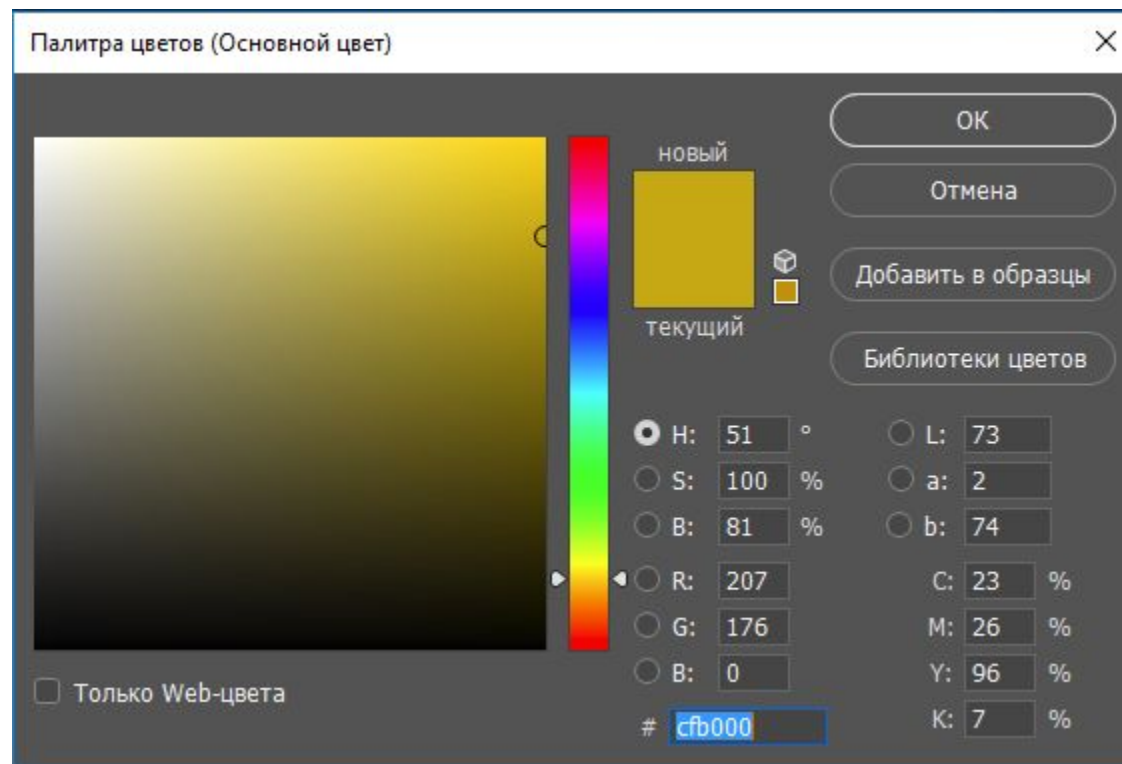 Палитра цветов (Основной цвет)
новый
текущий
ОК
Отмена
Добавить в образцы
Библиотеки цветов
H: 51 °
S: 100 %
B: 81 %
R: 207
G: 176
B: 0
# cfb000
L: 73
a: 2
b: 74
C: 23 %
M: 26 %
Y: 96 %
K: 7 %
Только Web-цвета